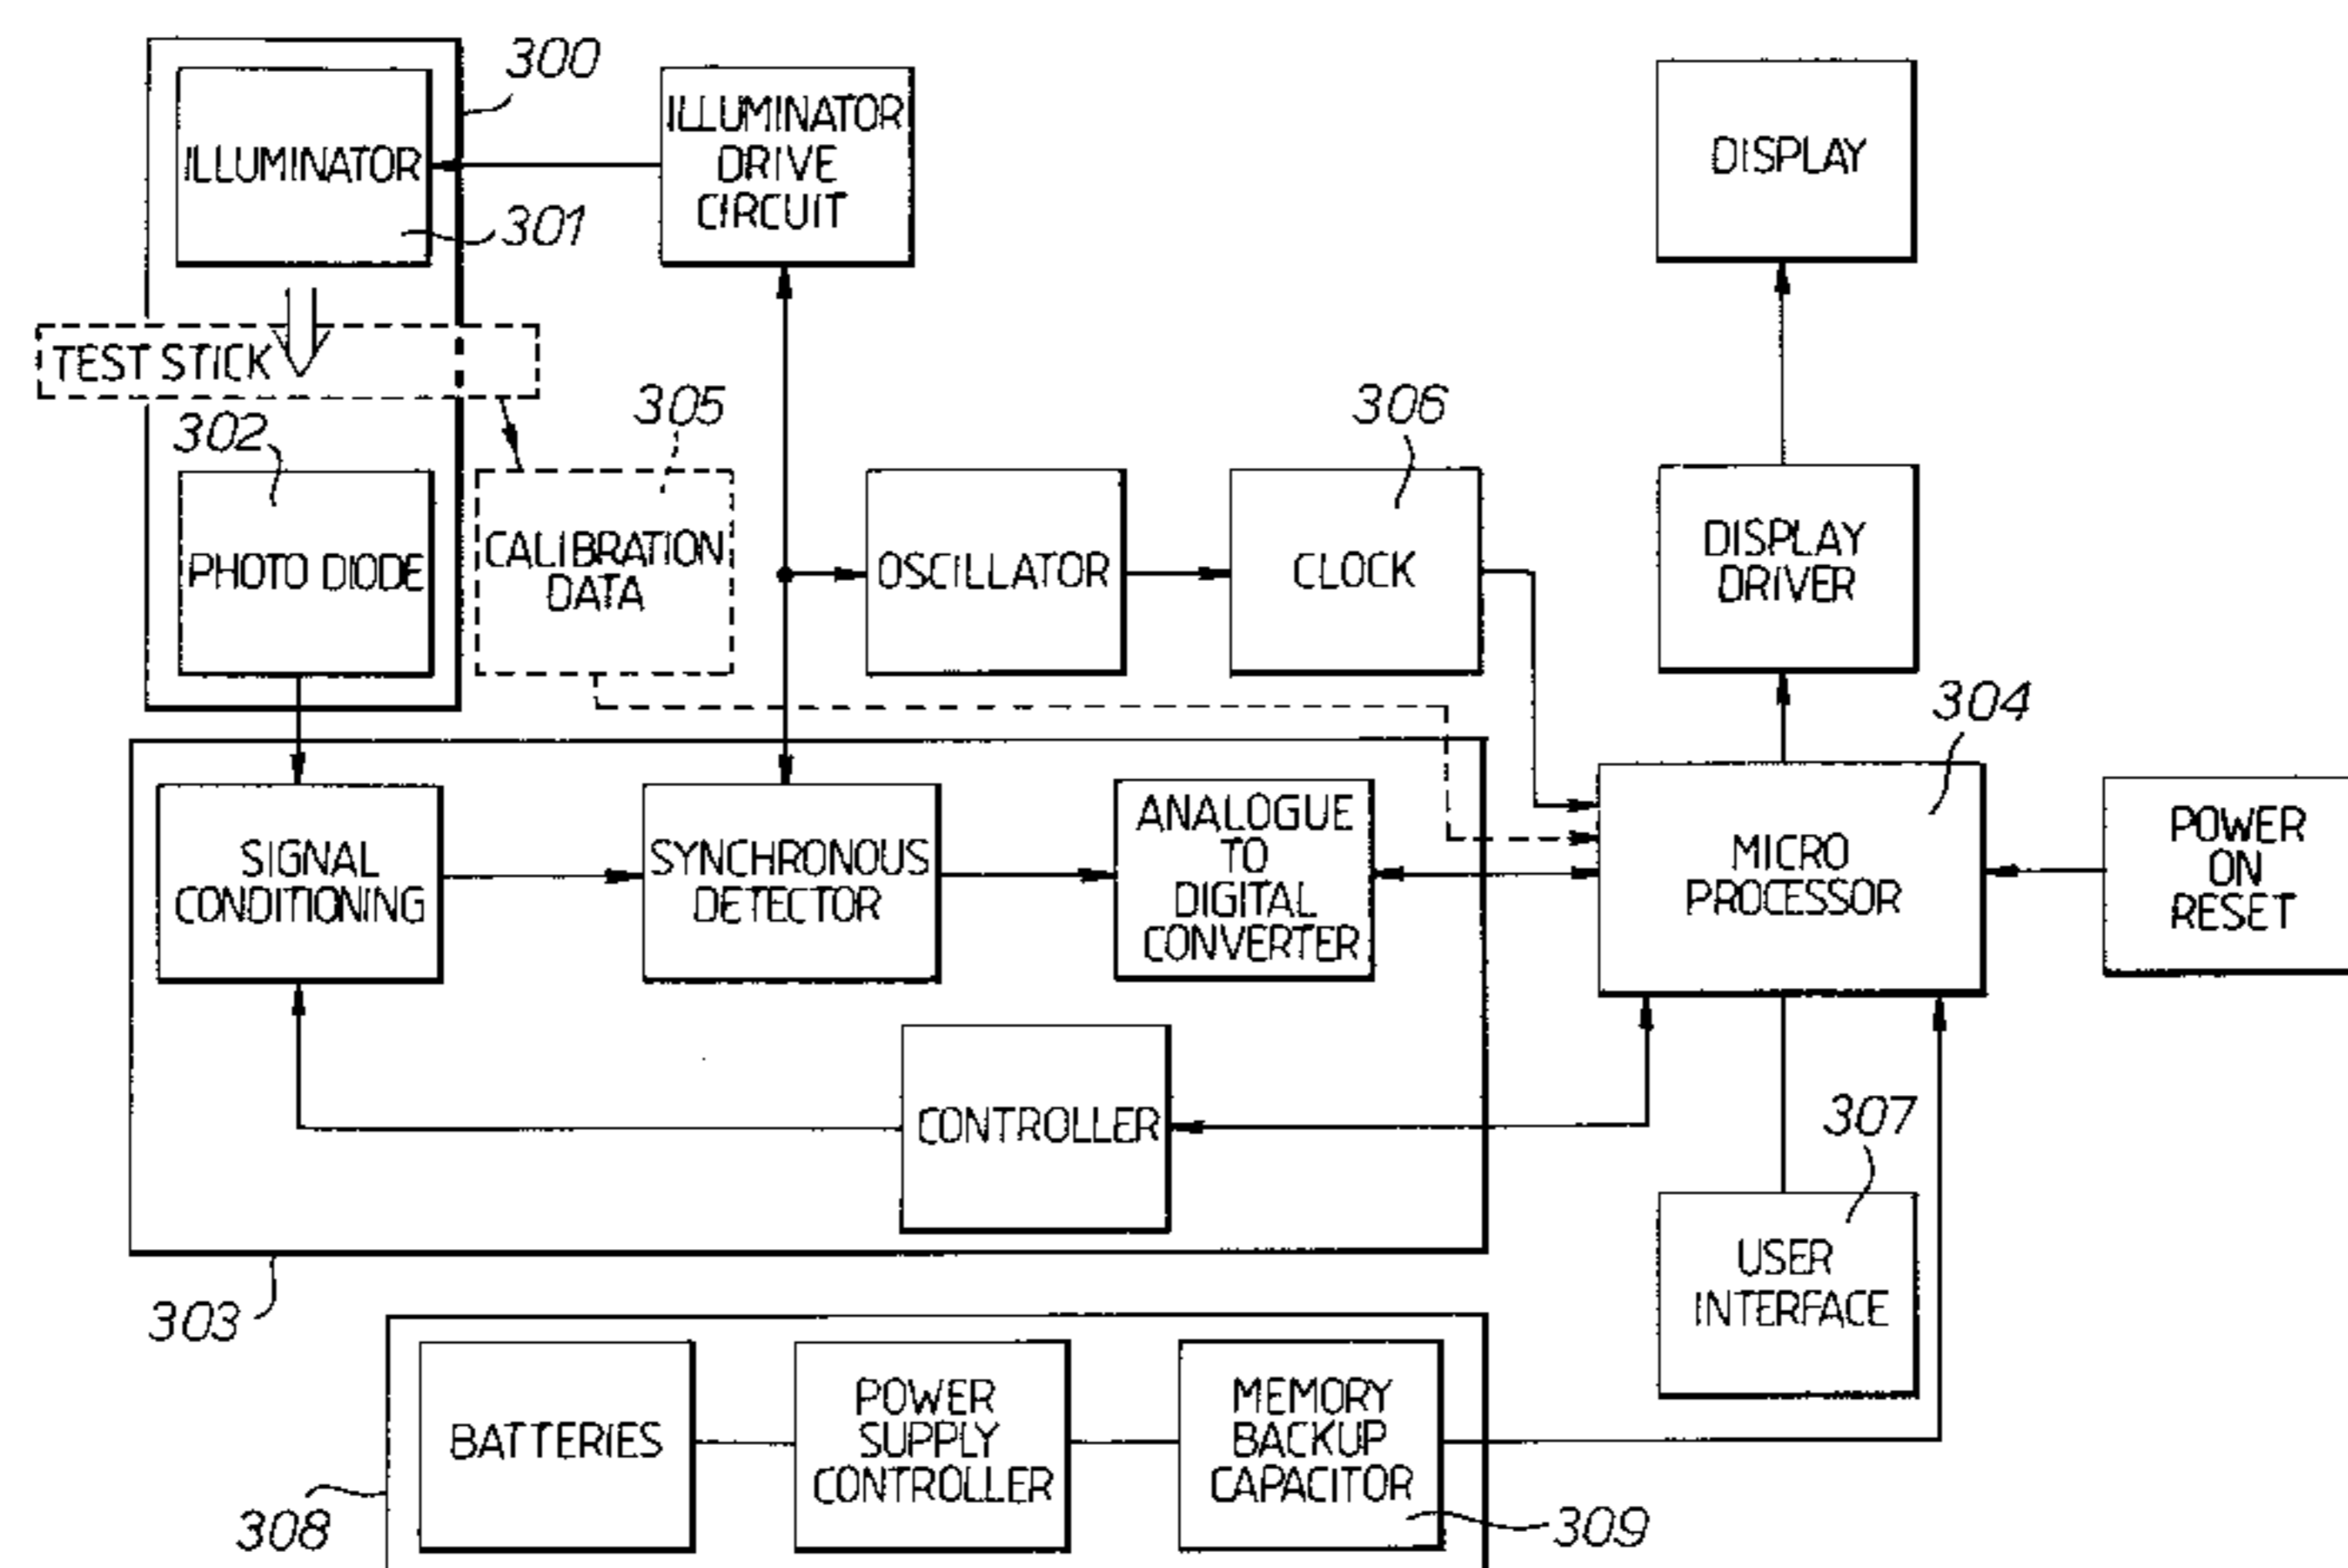 300
ILLUMINATOR
301
ILLUMINATOR
DRIVE
CIRCUIT
DISPLAY
TEST STICK
302
305
306
PHOTO DIODE
CALIBRATION
DATA
OSCILLATOR
CLOCK
DISPLAY
DRIVER
304
SIGNAL
CONDITIONING
SYNCHRONOUS
DETECTOR
ANALOGUE
TO
DIGITAL
CONVERTER
MICRO
PROCESSOR
POWER
ON
RESET
CONTROLLER
307
USER
INTERFACE
303
BATTERIES
POWER
SUPPLY
CONTROLLER
MEMORY
BACKUP
CAPACITOR
308
309